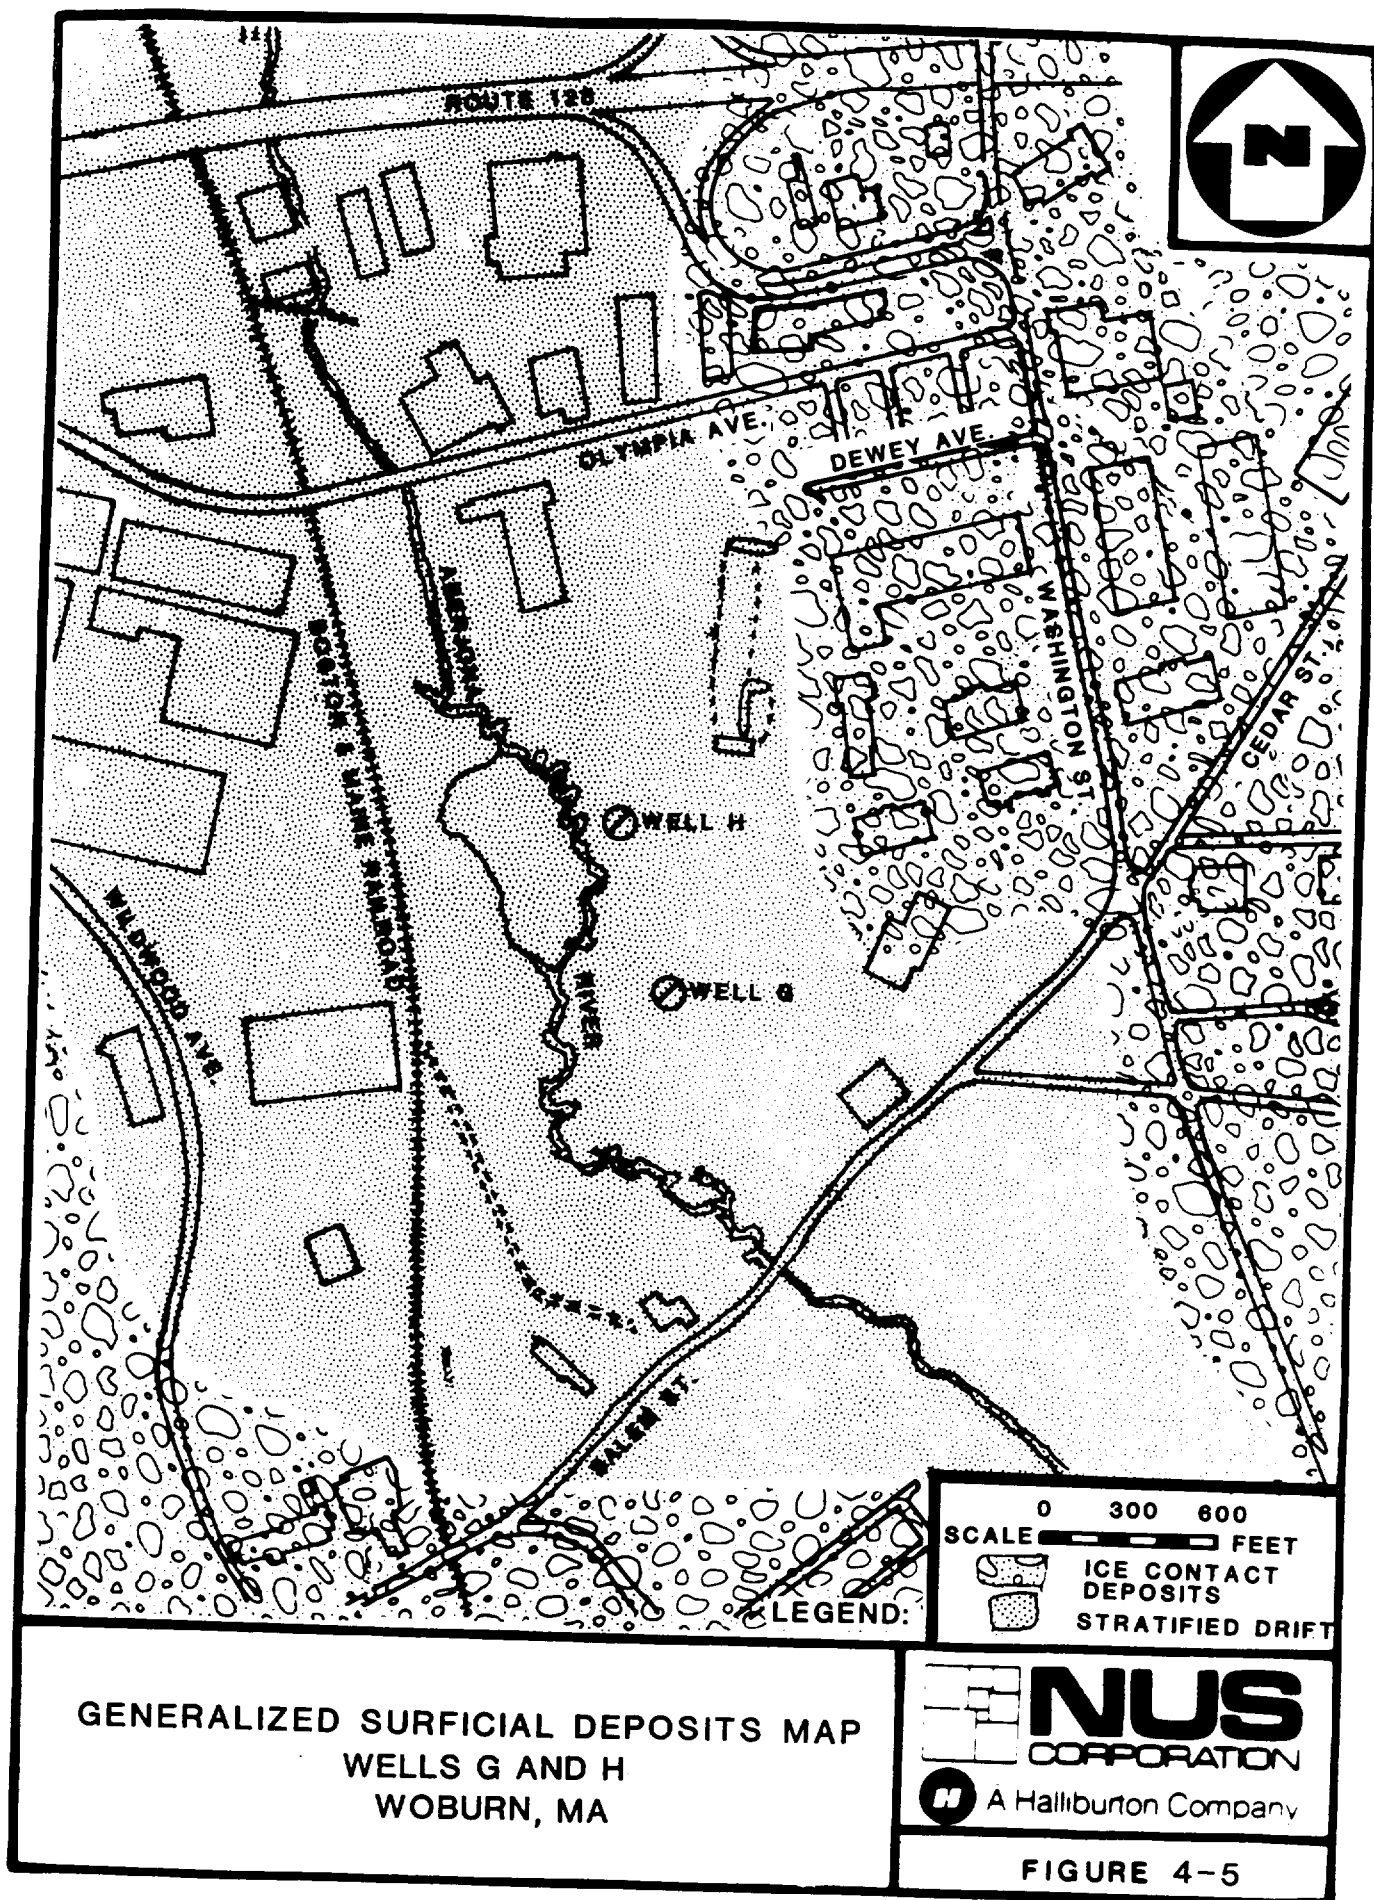 ROUTE 128
N
OLYMPIA AVE.
DEWEY AVE.
ABERJONA
WASHINGTON ST
CEDAR ST.
BOSTON & MAINE RAILROAD
WELL H
WILDWOOD AVE.
RIVER
WELL G
SALEM ST.
0 300 600
SCALE FEET
ICE CONTACT
DEPOSITS
LEGEND:
STRATIFIED DRIFT
GENERALIZED SURFICIAL DEPOSITS MAP
WELLS G AND H
WOBURN, MA
NUS
CORPORATION
H A Halliburton Company
FIGURE 4-5